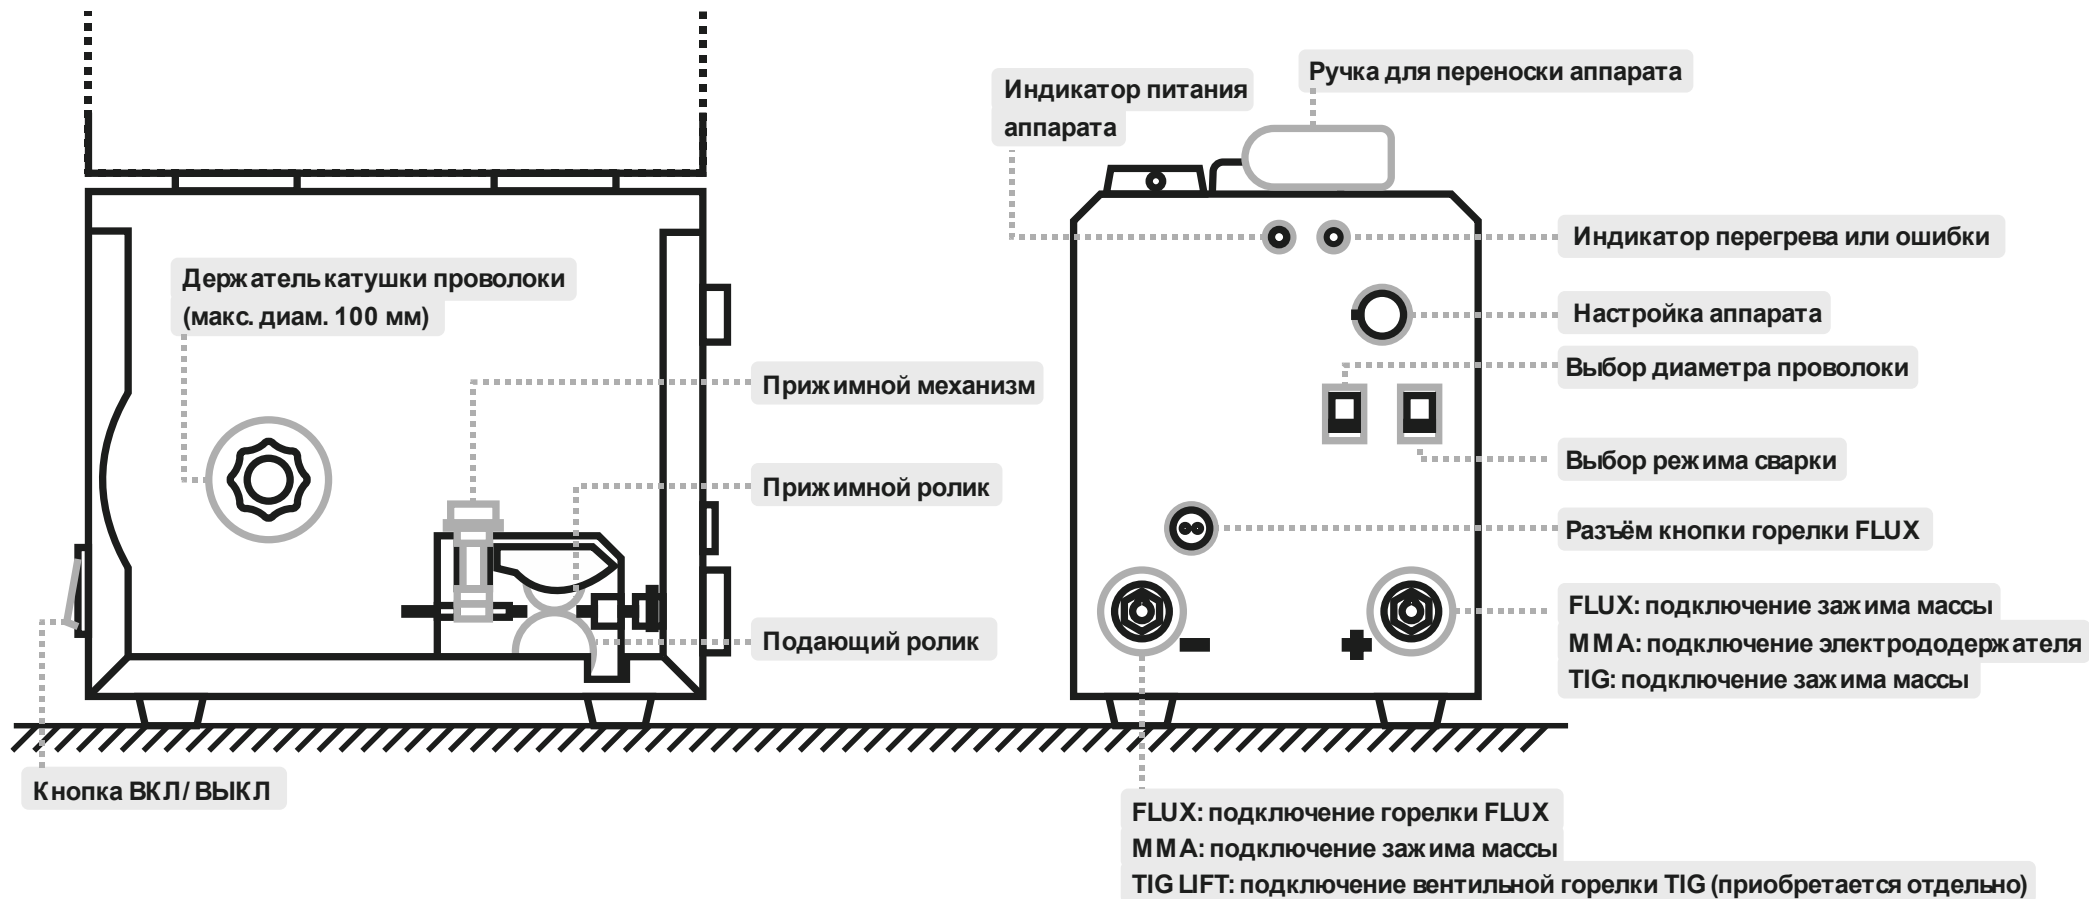 Ручка для переноски аппарата
Индикатор питания
аппарата
Индикатор перегрева или ошибки
Держатель катушки проволоки
(макс. диам. 100 мм)
Настройка аппарата
Выбор диаметра проволоки
Прижимной механизм
Выбор режима сварки
Прижимной ролик
Разъём кнопки горелки FLUX
FLUX: подключение зажима массы
MMA: подключение электрододержателя
TIG: подключение зажима массы
Подающий ролик
Кнопка ВКЛ/ВЫКЛ
FLUX: подключение горелки FLUX
MMA: подключение зажима массы
TIG LIFT: подключение вентильной горелки TIG (приобретается отдельно)